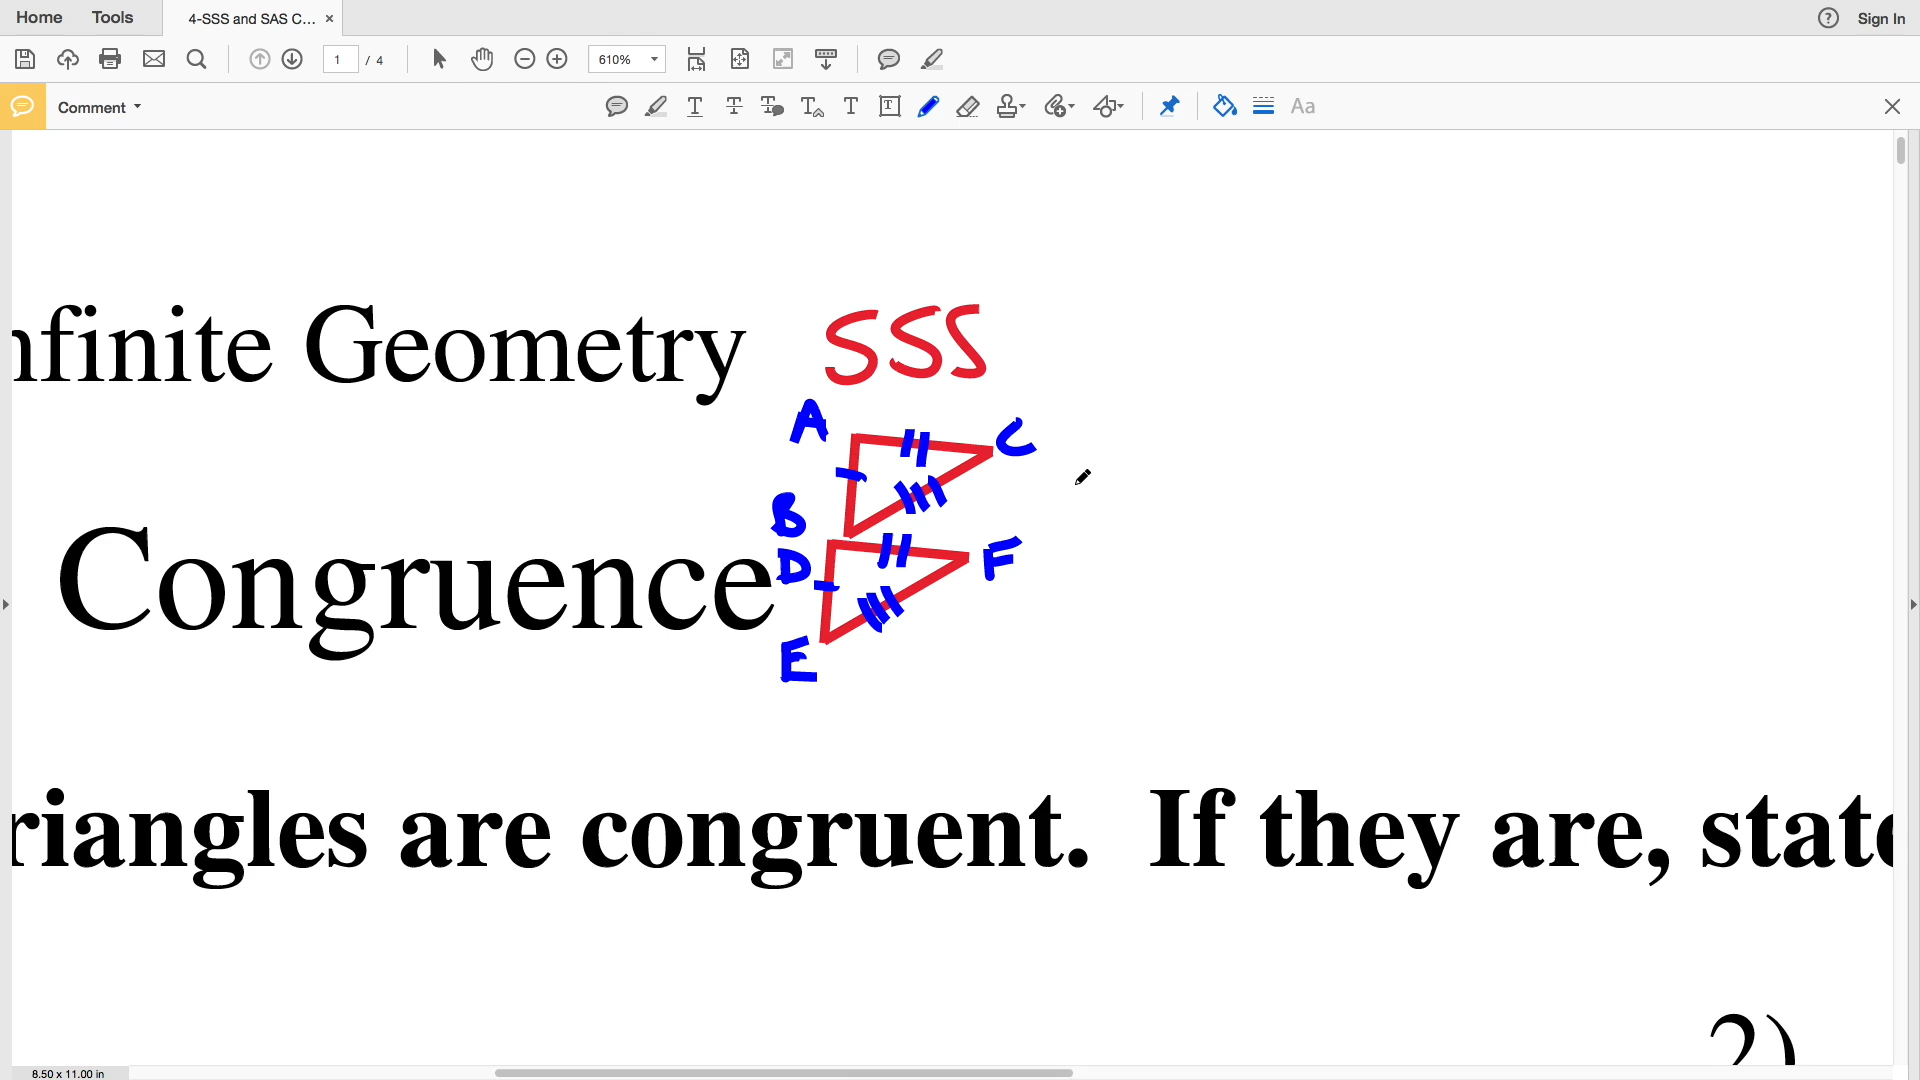 Home Tools 4-SSS and SAS C... × Sign In
1 / 4 610%
Comment Aa
nfinite Geometry SSS
A C
B
Congruence D F
E
riangles are congruent. If they are, state
2)
8.50 x 11.00 in